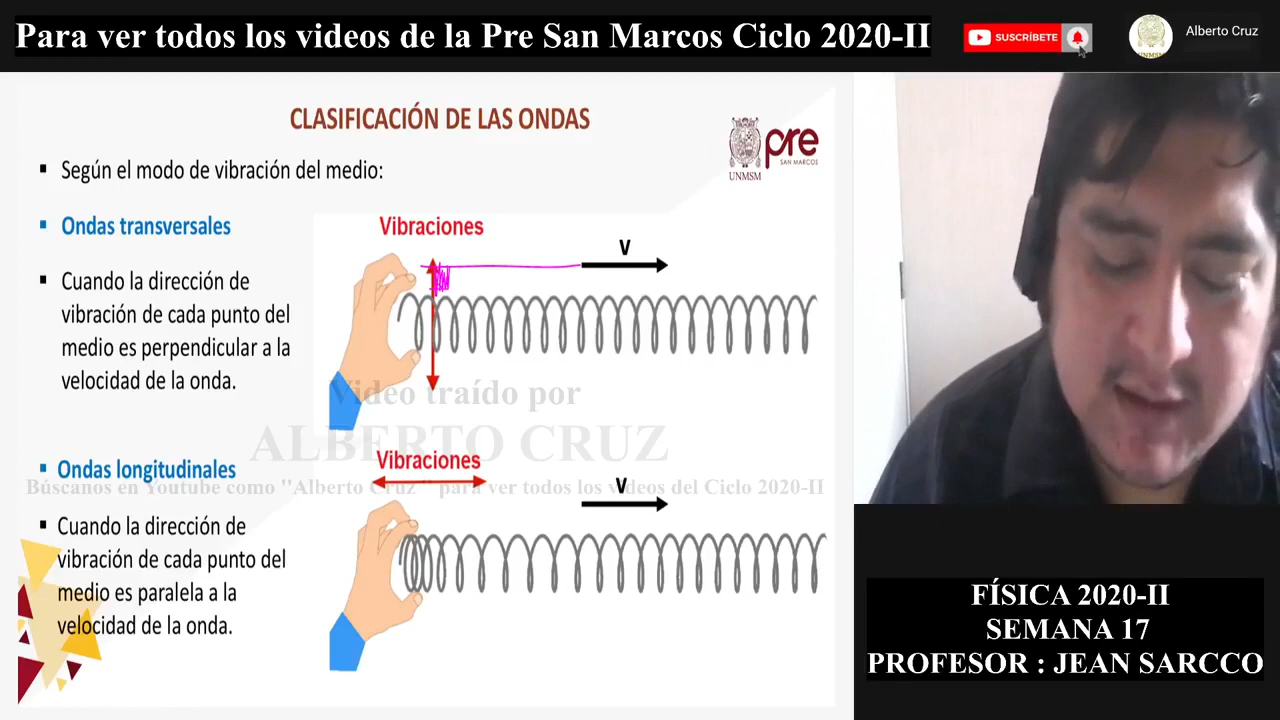 Para ver todos los videos de la Pre San Marcos Ciclo 2020-II
SUSCRÍBETE
Alberto Cruz
CLASIFICACIÓN DE LAS ONDAS
pre
SAN MARCOS
UNMSM
▪ Según el modo de vibración del medio:
▪ Ondas transversales
▪ Cuando la dirección de
vibración de cada punto del
medio es perpendicular a la
velocidad de la onda.
Vibraciones
V
Video traído por
ALBERTO CRUZ
Búscanos en Youtube como "Alberto Cruz" para ver todos los videos del Ciclo 2020-II
▪ Ondas longitudinales
▪ Cuando la dirección de
vibración de cada punto del
medio es paralela a la
velocidad de la onda.
Vibraciones
V
FÍSICA 2020-II
SEMANA 17
PROFESOR : JEAN SARCCO